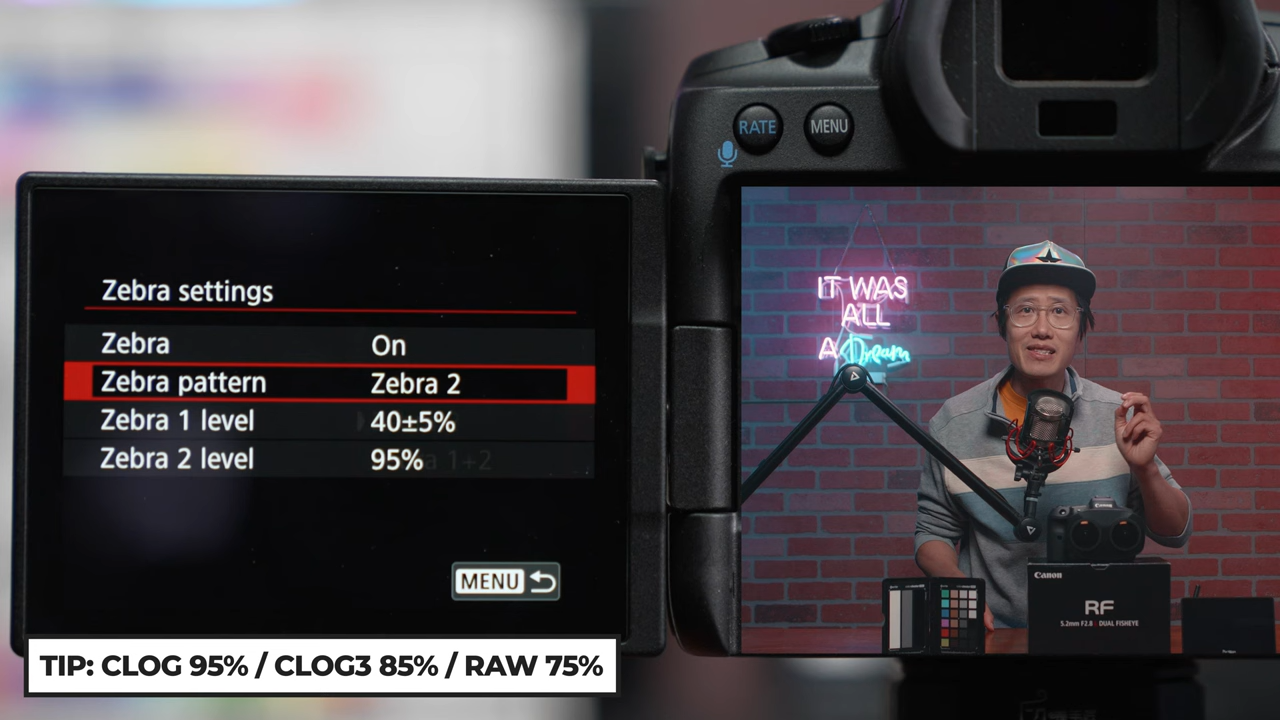 Zebra settings
Zebra On
Zebra pattern Zebra 2
Zebra 1 level 40±5%
Zebra 2 level 95%
MENU
TIP: CLOG 95% / CLOG3 85% / RAW 75%
RATE MENU
IT WAS
ALL
A Dream
Canon
Canon
RF
5.2mm F2.8 DUAL FISHEYE